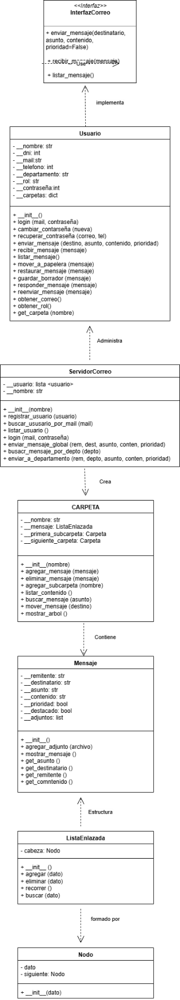 <<Interfaz>>
InterfazCorreo
+ enviar_mensaje(destinatario,
asunto, contenido,
prioridad=False)
+ recibir_mensaje(mensaje)
Use
+ listar_mensaje()
implementa
Usuario
- __nombre: str
- __dni: int
- __mail:str
- __telefono: int
- __departamento: str
- __rol: str
- __contraseña:int
- __carpetas: dict
+ __init__()
+ login (mail, contraseña)
+ cambiar_contarseña (nueva)
+ recuperar_contraseña (correo, tel)
+ enviar_mensaje (destino, asunto, contenido, prioridad)
+ recibir_mensaje (mensaje)
+ listar_mensaje()
+ mover_a_papelera (mensaje)
+ restaurar_mensaje (mensaje)
+ guardar_borrador (mensaje)
+ responder_mensaje (mensaje)
+ reenviar_mensaje (mensaje)
+ obtener_correo()
+ obtener_rol()
+ get_carpeta (nombre)
Administra
ServidorCorreo
- __usuario: lista <usuario>
- __nombre: str
+ __init__(nombre)
+ registrar_usuario (usuario)
+ buscar_ususario_por_mail (mail)
+ listar_usuario ()
+ login (mail, contraseña)
+ enviar_mensaje_global (rem, dest, asunto, conten, prioridad)
+ busacr_mensaje_por_depto (depto)
+ enviar_a_departamento (rem, depto, asunto, conten, prioridad)
Crea
CARPETA
- __nombre: str
- __mensaje: ListaEnlazada
- __primera_subcarpeta: Carpeta
- __siguiente_carpeta: Carpeta
+ __init__(nombre)
+ agregar_mensaje (mensaje)
+ eliminar_mensaje (mensaje)
+ agregar_subcarpeta (nombre)
+ listar_contenido ()
+ buscar_mensaje (asunto)
+ mover_mensaje (destino)
+ mostrar_arbol ()
Contiene
Mensaje
- __remitente: str
- __destinatario: str
- __asunto: str
- __contenido: str
- __prioridad: bool
- __destacado: bool
- __adjuntos: list
+ __init__()
+ agregar_adjunto (archivo)
+ mostrar_mensaje ()
+ get_asunto ()
+ get_destinatario ()
+ get_remitente ()
+ get_comntenido ()
Estructura
ListaEnlazada
- cabeza: Nodo
+ __init__ ()
+ agregar (dato)
+ eliminar (dato)
+ recorrer ()
+ buscar (dato)
formado por
Nodo
- dato
- siguiente: Nodo
+ __init__(dato)